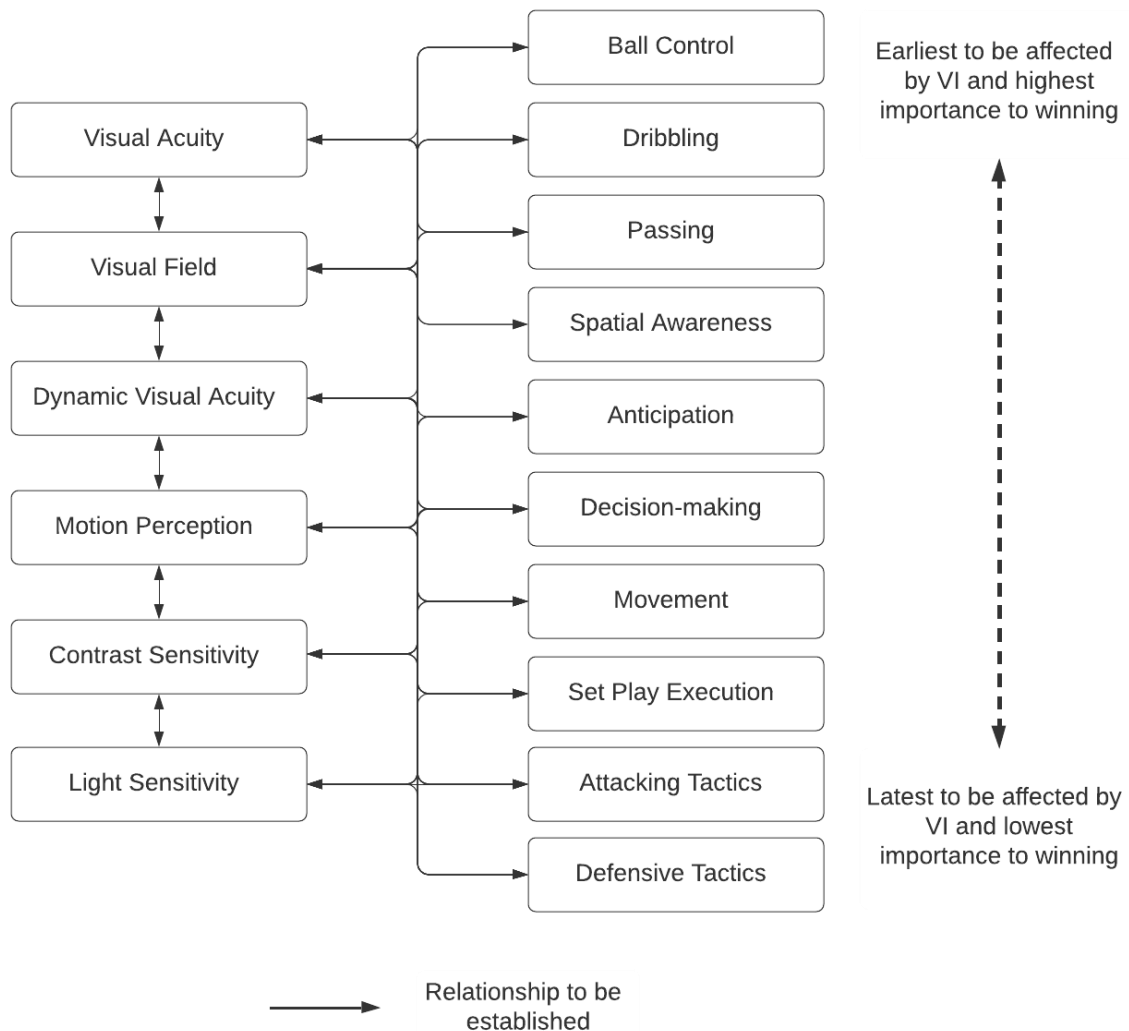 Visual Acuity
Visual Field
Dynamic Visual Acuity
Motion Perception
Contrast Sensitivity
Light Sensitivity
Ball Control
Dribbling
Passing
Spatial Awareness
Anticipation
Decision-making
Movement
Set Play Execution
Attacking Tactics
Defensive Tactics
Earliest to be affected
by VI and highest
importance to winning
Latest to be affected by
VI and lowest
importance to winning
Relationship to be
established